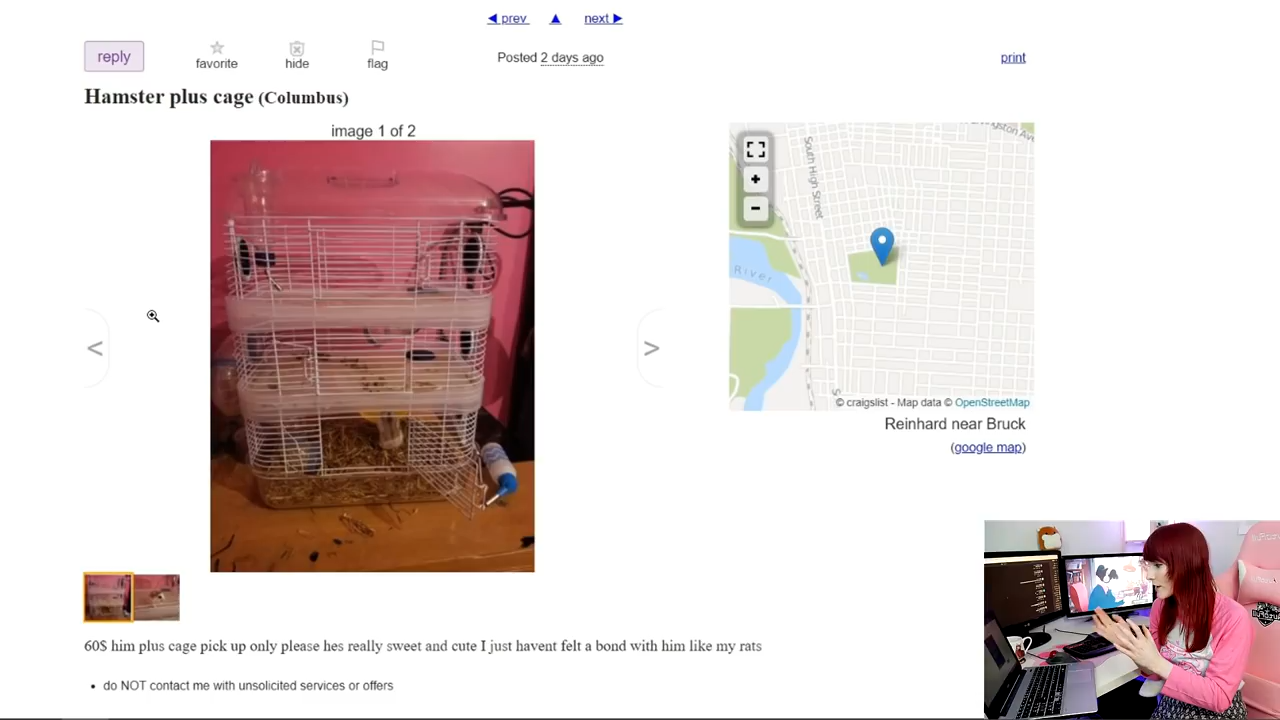 prev
next
reply
favorite
hide
flag
Posted 2 days ago
print
Hamster plus cage (Columbus)
image 1 of 2
South High Street
River
© craigslist - Map data © OpenStreetMap
Reinhard near Bruck
(google map)
60$ him plus cage pick up only please hes really sweet and cute I just havent felt a bond with him like my rats
do NOT contact me with unsolicited services or offers